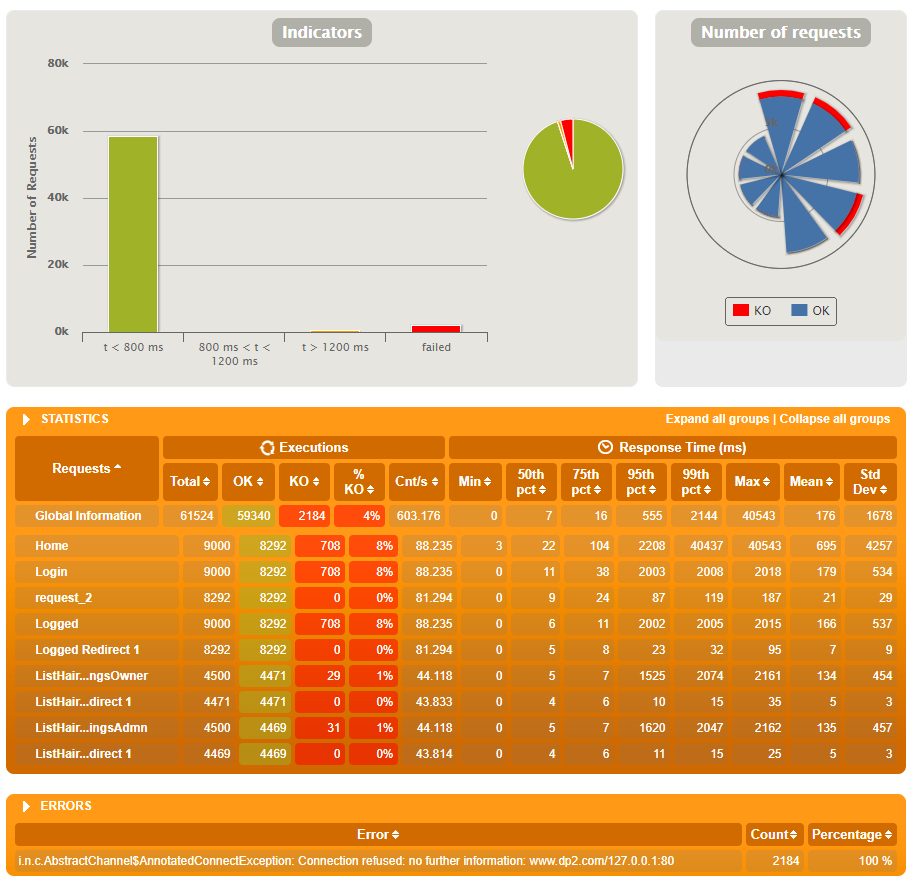 Indicators
Number of Requests
80k
60k
40k
20k
0k
t < 800 ms
800 ms < t <
1200 ms
t > 1200 ms
failed
Number of requests
KO
OK
STATISTICS
Expand all groups | Collapse all groups
Requests Executions Response Time (ms)
Total OK KO % KO Cnt/s Min 50th pct 75th pct 95th pct 99th pct Max Mean Std Dev
Global Information 61524 59340 2184 4% 603.176 0 7 16 555 2144 40543 176 1678
Home 9000 8292 708 8% 88.235 3 22 104 2208 40437 40543 695 4257
Login 9000 8292 708 8% 88.235 0 11 38 2003 2008 2018 179 534
request_2 8292 8292 0 0% 81.294 0 9 24 87 119 187 21 29
Logged 9000 8292 708 8% 88.235 0 6 11 2002 2005 2015 166 537
Logged Redirect 1 8292 8292 0 0% 81.294 0 5 8 23 32 95 7 9
ListHair...ngsOwner 4500 4471 29 1% 44.118 0 5 7 1525 2074 2161 134 454
ListHair...direct 1 4471 4471 0 0% 43.833 0 4 6 10 15 35 5 3
ListHair...ingsAdmn 4500 4469 31 1% 44.118 0 5 7 1620 2047 2162 135 457
ListHair...direct 1 4469 4469 0 0% 43.814 0 4 6 11 15 25 5 3
ERRORS
Error Count Percentage
i.n.c.AbstractChannel$AnnotatedConnectException: Connection refused: no further information: www.dp2.com/127.0.0.1:80 2184 100 %